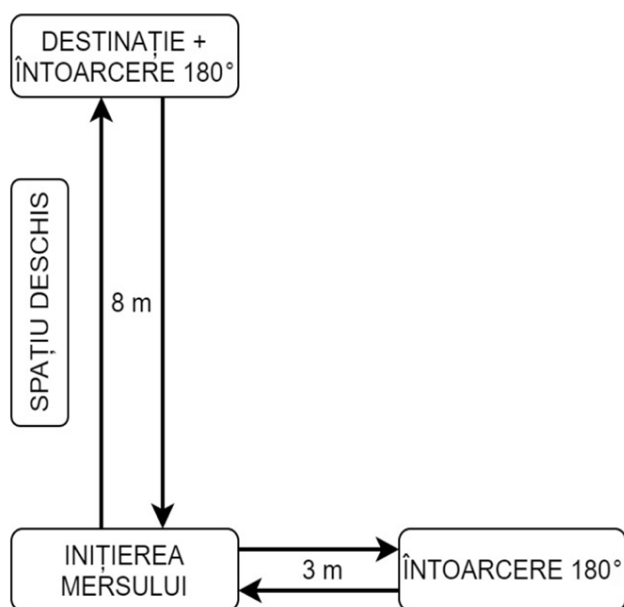 DESTINAȚIE +
ÎNTOARCERE 180°
SPAȚIU DESCHIS
8 m
INIȚIEREA
MERSULUI
3 m
ÎNTOARCERE 180°